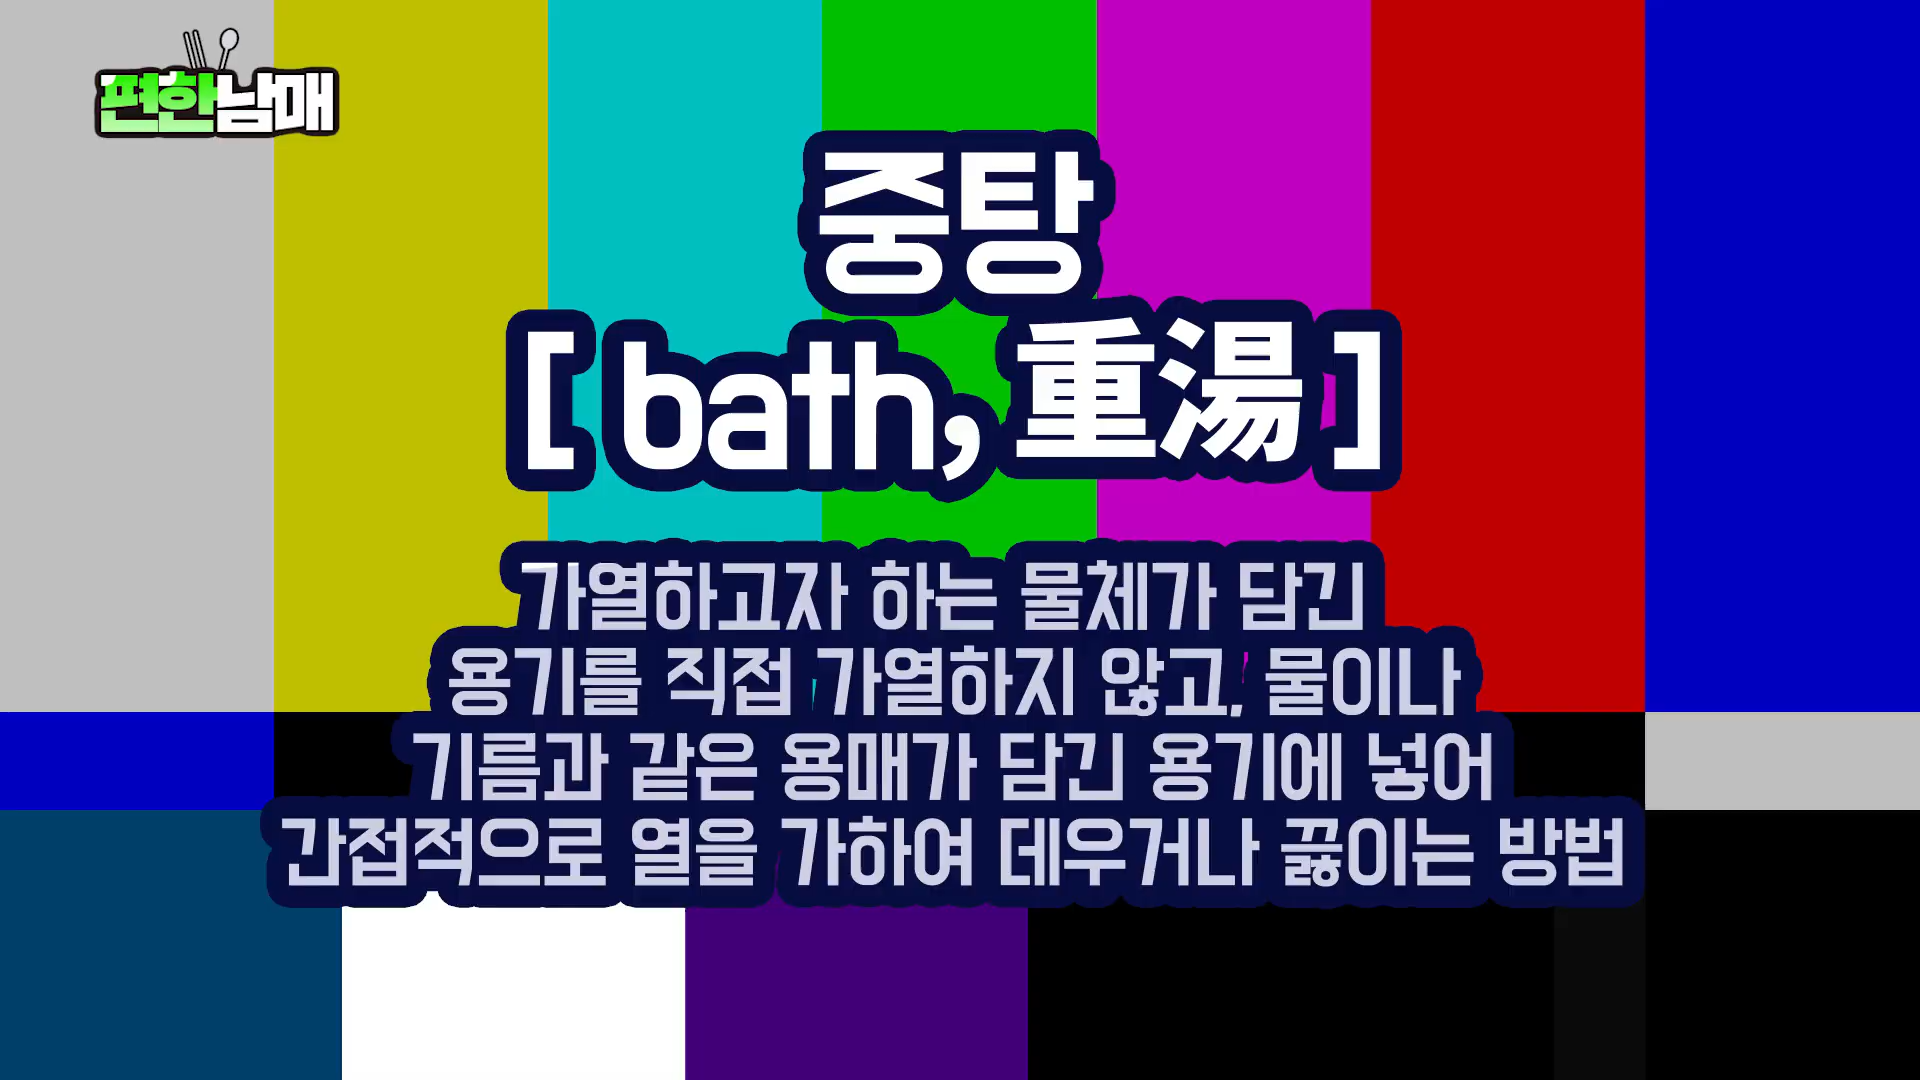 편한남매
중탕
[ bath, 重湯 ]
가열하고자 하는 물체가 담긴
용기를 직접 가열하지 않고, 물이나
기름과 같은 용매가 담긴 용기에 넣어
간접적으로 열을 가하여 데우거나 끓이는 방법